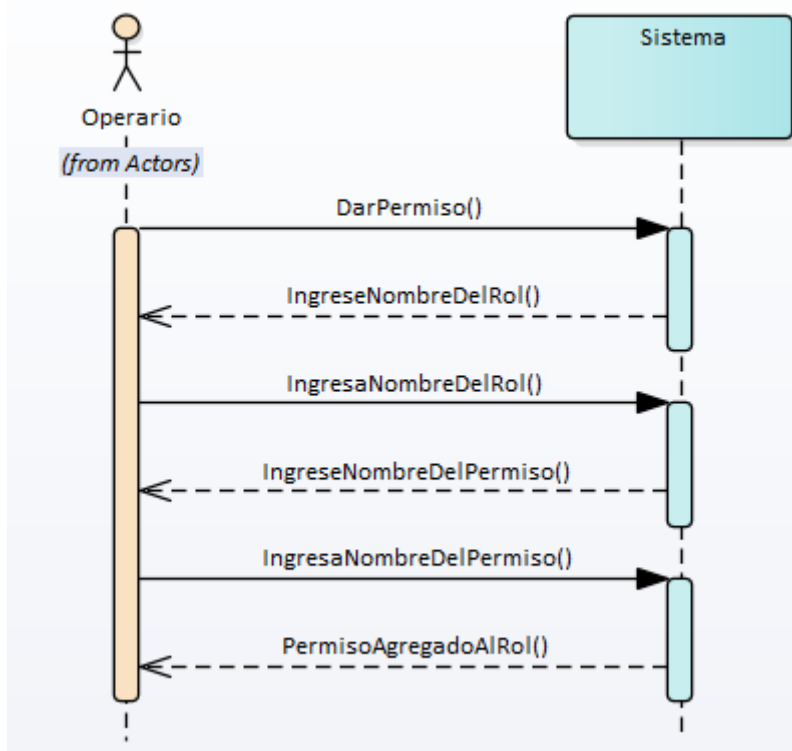 Sistema
Operario
(from Actors)
DarPermiso()
IngreseNombreDelRol()
IngresaNombreDelRol()
IngreseNombreDelPermiso()
IngresaNombreDelPermiso()
PermisoAgregadoAlRol()